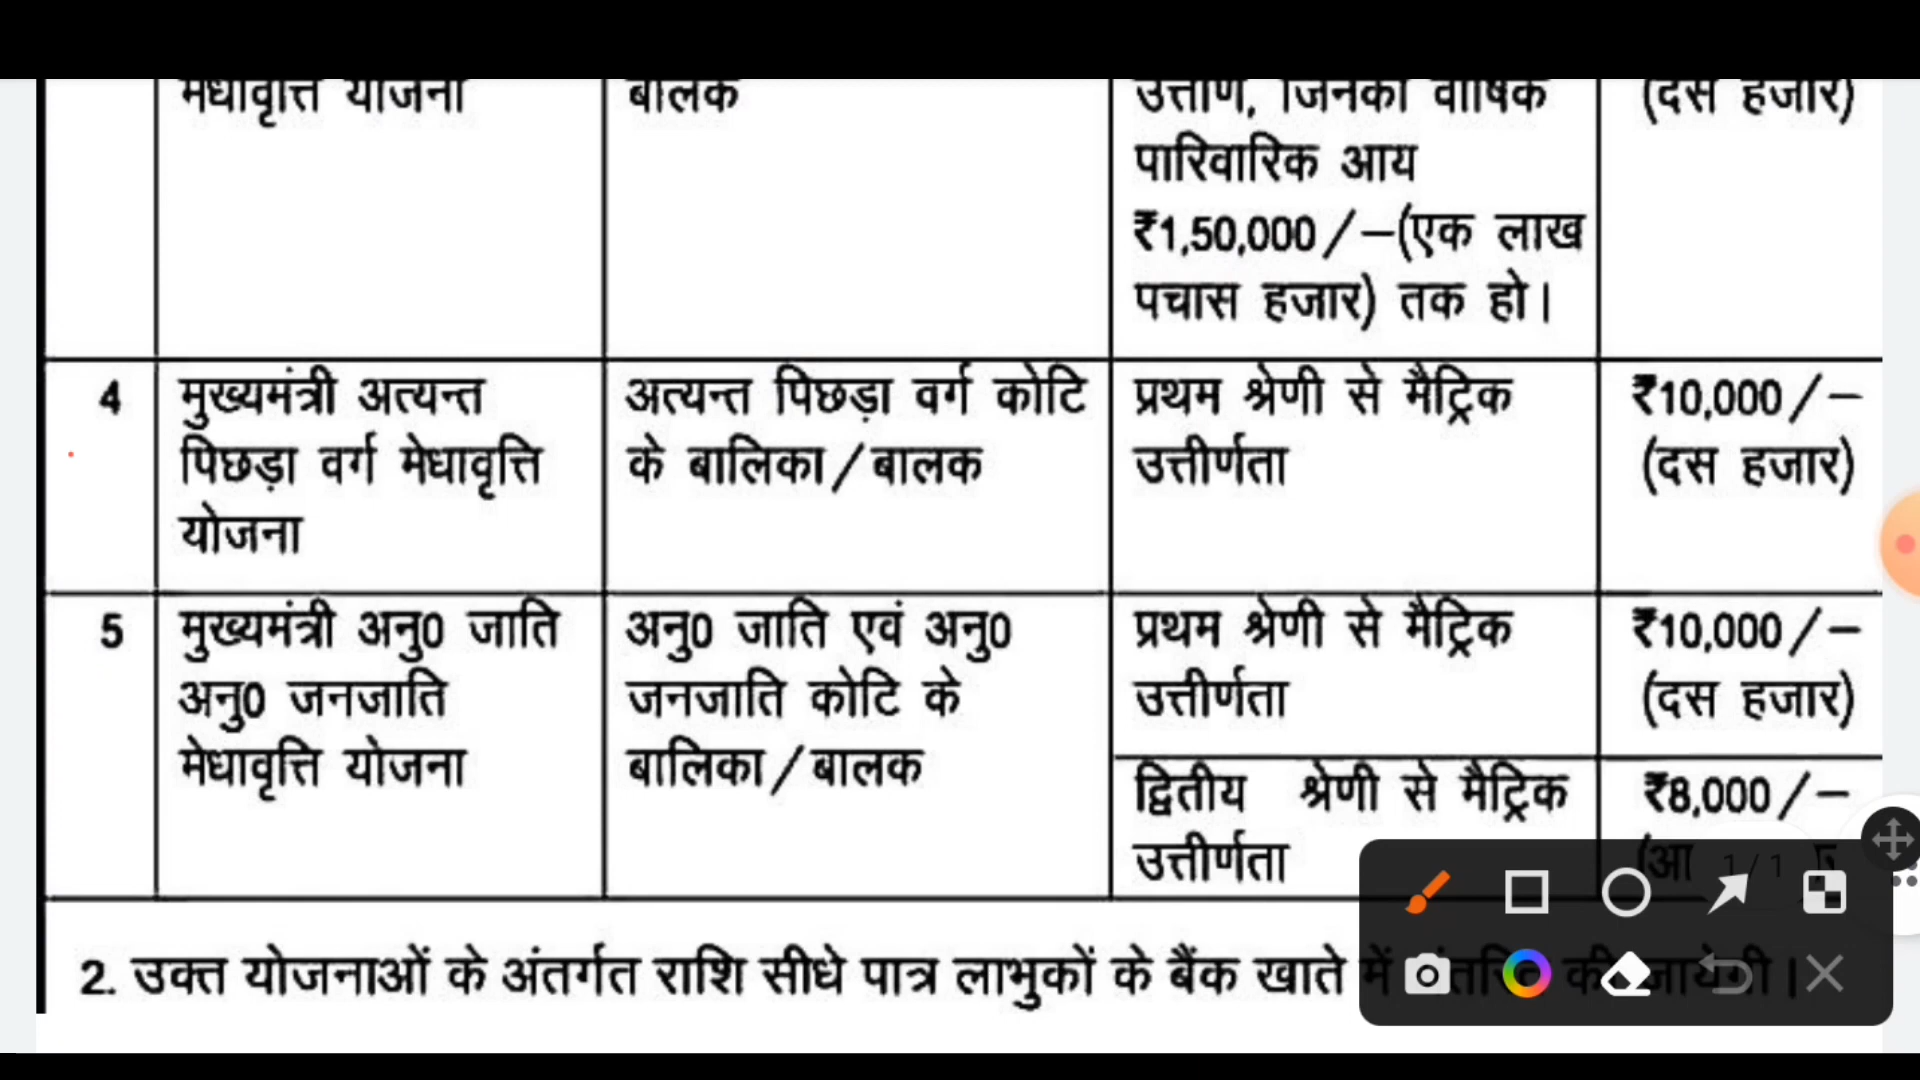 मेधावृत्ति योजना
बालक
उत्तीर्ण, जिनकी वार्षिक
पारिवारिक आय
₹1,50,000/–(एक लाख
पचास हजार) तक हो।
(दस हजार)
4
मुख्यमंत्री अत्यन्त
पिछड़ा वर्ग मेधावृत्ति
योजना
अत्यन्त पिछड़ा वर्ग कोटि
के बालिका/बालक
प्रथम श्रेणी से मैट्रिक
उत्तीर्णता
₹10,000/–
(दस हजार)
5
मुख्यमंत्री अनु0 जाति
अनु0 जनजाति
मेधावृत्ति योजना
अनु0 जाति एवं अनु0
जनजाति कोटि के
बालिका/बालक
प्रथम श्रेणी से मैट्रिक
उत्तीर्णता
₹10,000/–
(दस हजार)
द्वितीय श्रेणी से मैट्रिक
उत्तीर्णता
₹8,000/–
1/1
2. उक्त योजनाओं के अंतर्गत राशि सीधे पात्र लाभुकों के बैंक खाते में की जायेगी।